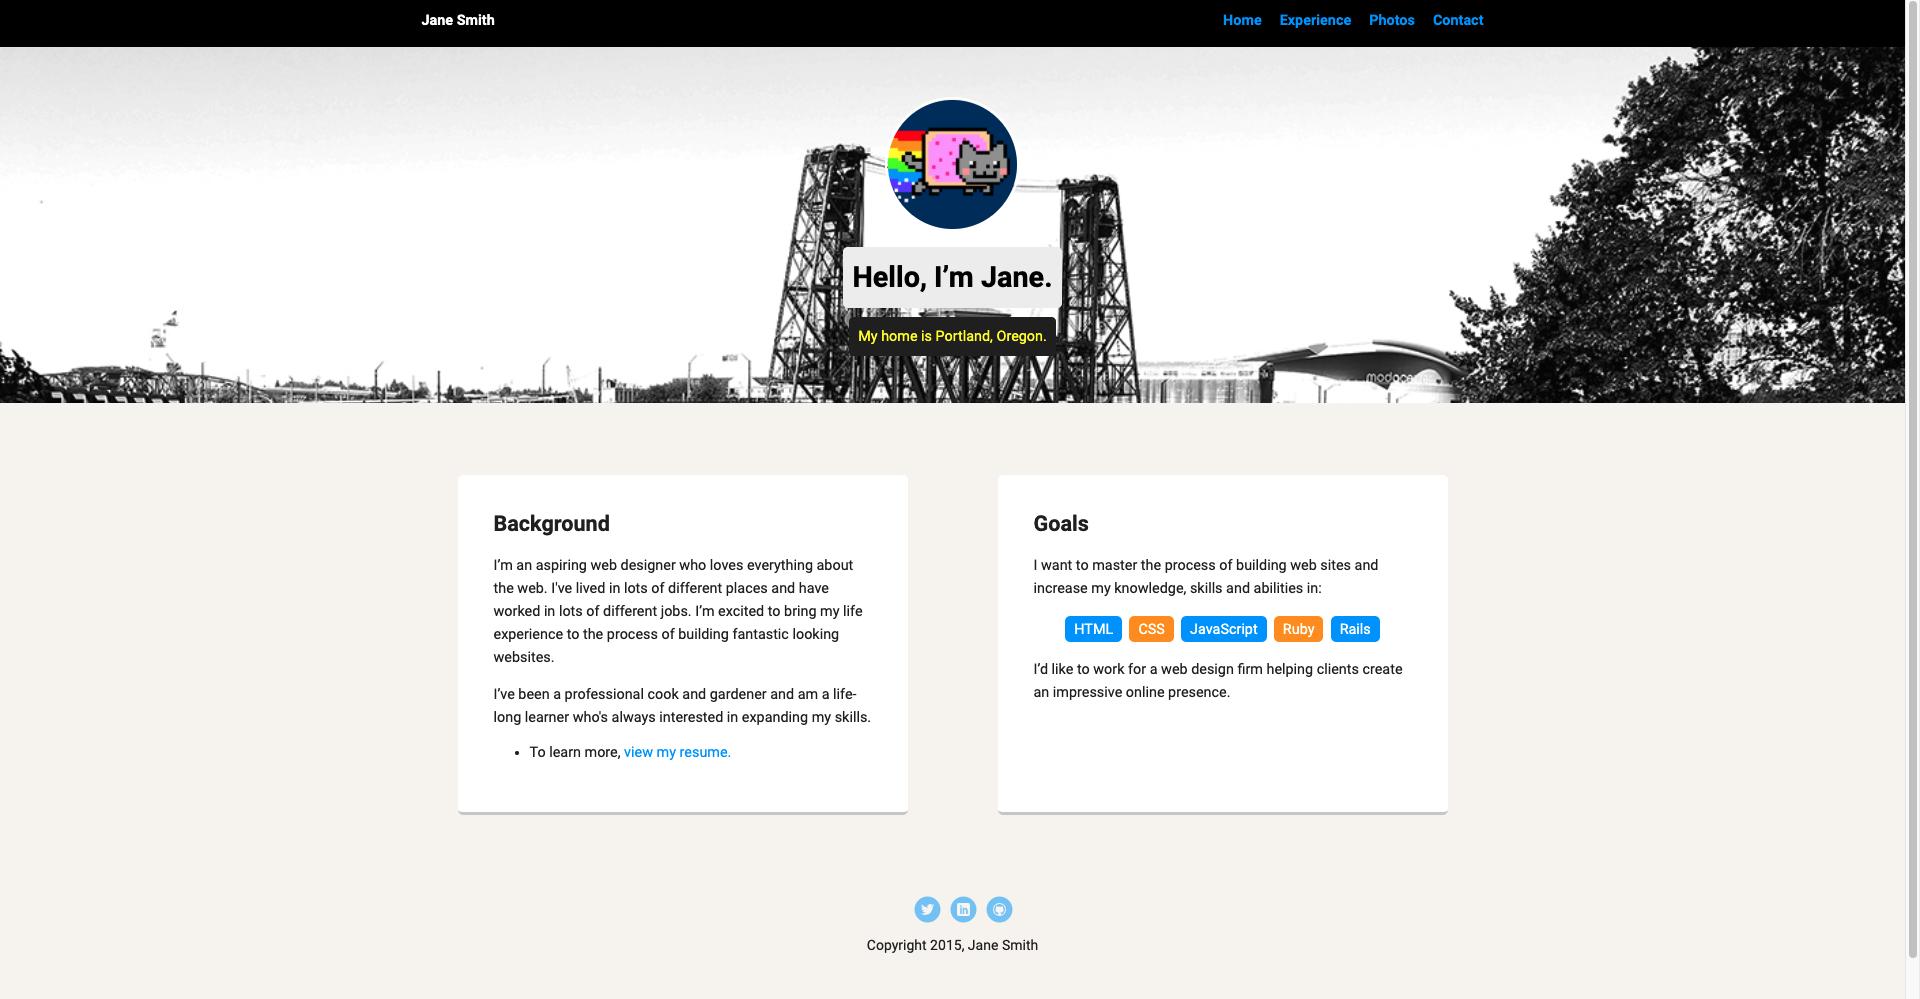 Jane Smith
Home Experience Photos Contact
Hello, I’m Jane.
My home is Portland, Oregon.
Background
I’m an aspiring web designer who loves everything about
the web. I've lived in lots of different places and have
worked in lots of different jobs. I’m excited to bring my life
experience to the process of building fantastic looking
websites.
I’ve been a professional cook and gardener and am a life-
long learner who's always interested in expanding my skills.
• To learn more, view my resume.
Goals
I want to master the process of building web sites and
increase my knowledge, skills and abilities in:
HTML CSS JavaScript Ruby Rails
I’d like to work for a web design firm helping clients create
an impressive online presence.
Copyright 2015, Jane Smith